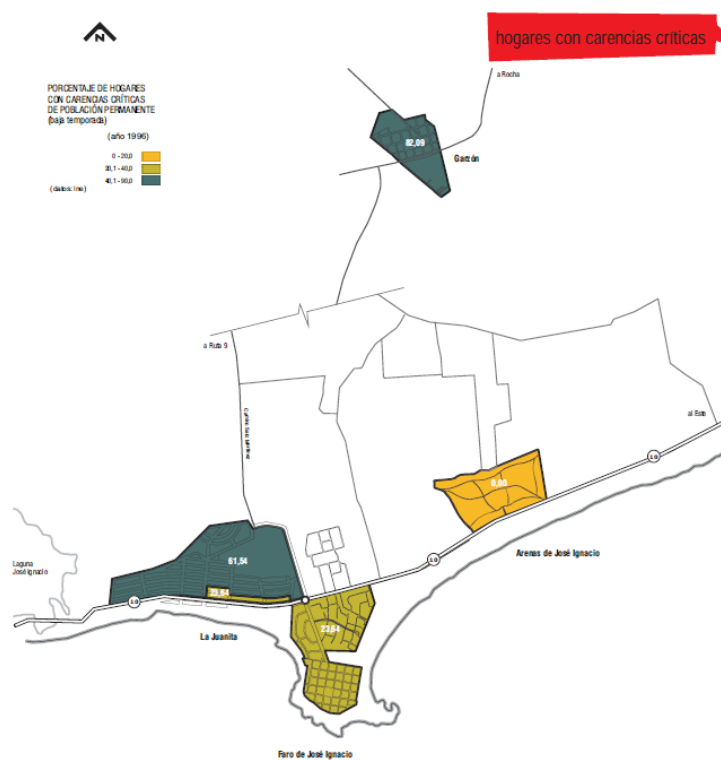 N
hogares con carencias críticas
PORCENTAJE DE HOGARES
CON CARENCIAS CRÍTICAS
DE POBLACIÓN PERMANENTE
(baja temporada)
(año 1996)
0 - 20,0
20,1 - 40,0
40,1 - 90,0
(datos: ine)
a Rocha
82,09
Garzón
a Ruta 9
al Este
10
0,00
Arenas de José Ignacio
10
61,54
Laguna
José Ignacio
10
La Juanita
23,64
Faro de José Ignacio